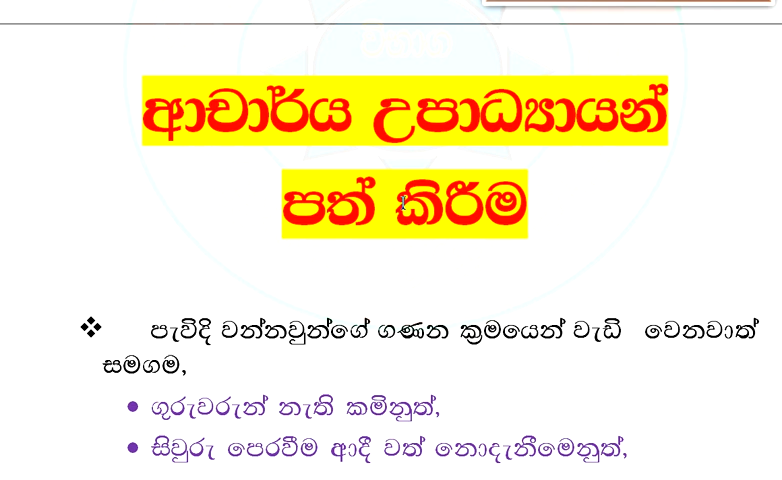 ආචාර්ය උපාධ්‍යායන්
පත් කිරීම
❖ පැවිදි වන්නවුන්ගේ ගණන ක්‍රමයෙන් වැඩි වෙනවාත්
සමගම,
• ගුරුවරුන් නැති කමිනුත්,
• සිවුරු පෙරවීම ආදී වත් නොදැනීමෙනුත්,